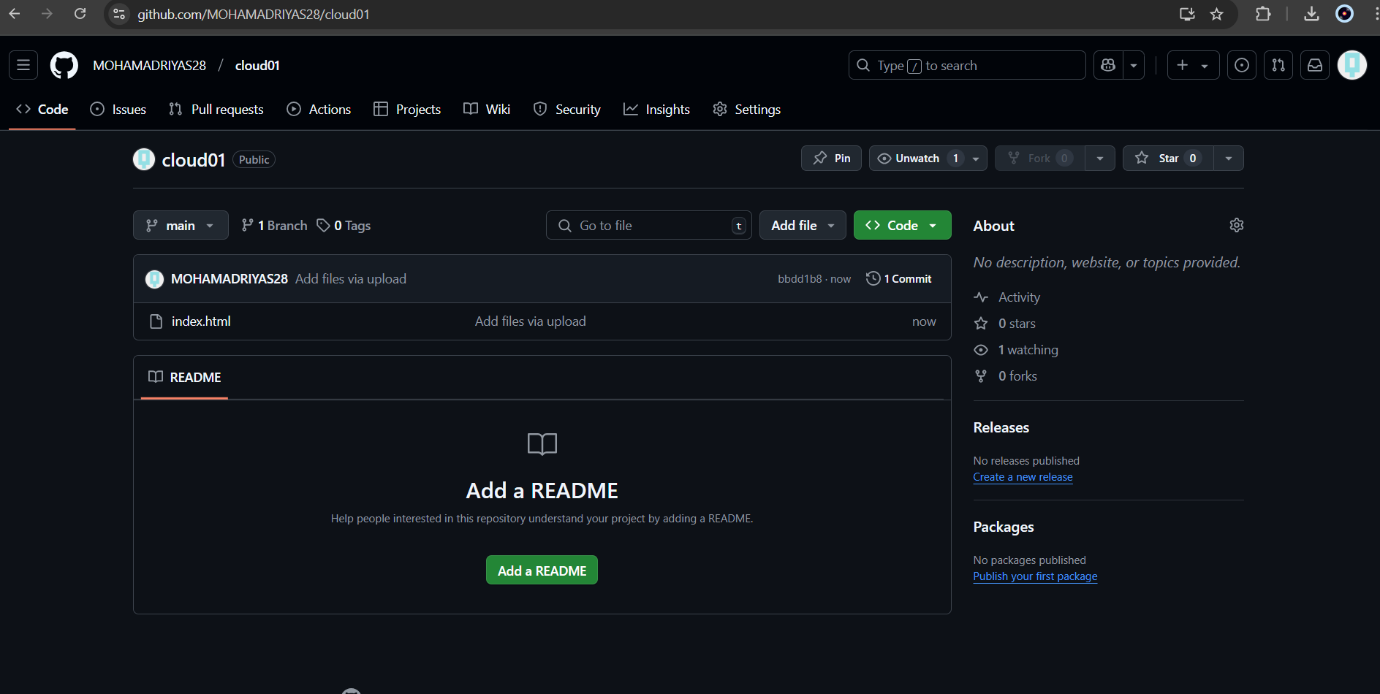 github.com/MOHAMADRIYAS28/cloud01
MOHAMADRIYAS28 / cloud01
Type / to search
Code Issues Pull requests Actions Projects Wiki Security Insights Settings
cloud01 Public
Pin Unwatch 1 Fork 0 Star 0
main 1 Branch 0 Tags Go to file t Add file Code
MOHAMADRIYAS28 Add files via upload bbdd1b8 · now 1 Commit
index.html Add files via upload now
README
Add a README
Help people interested in this repository understand your project by adding a README.
Add a README
About
No description, website, or topics provided.
Activity
0 stars
1 watching
0 forks
Releases
No releases published
Create a new release
Packages
No packages published
Publish your first package